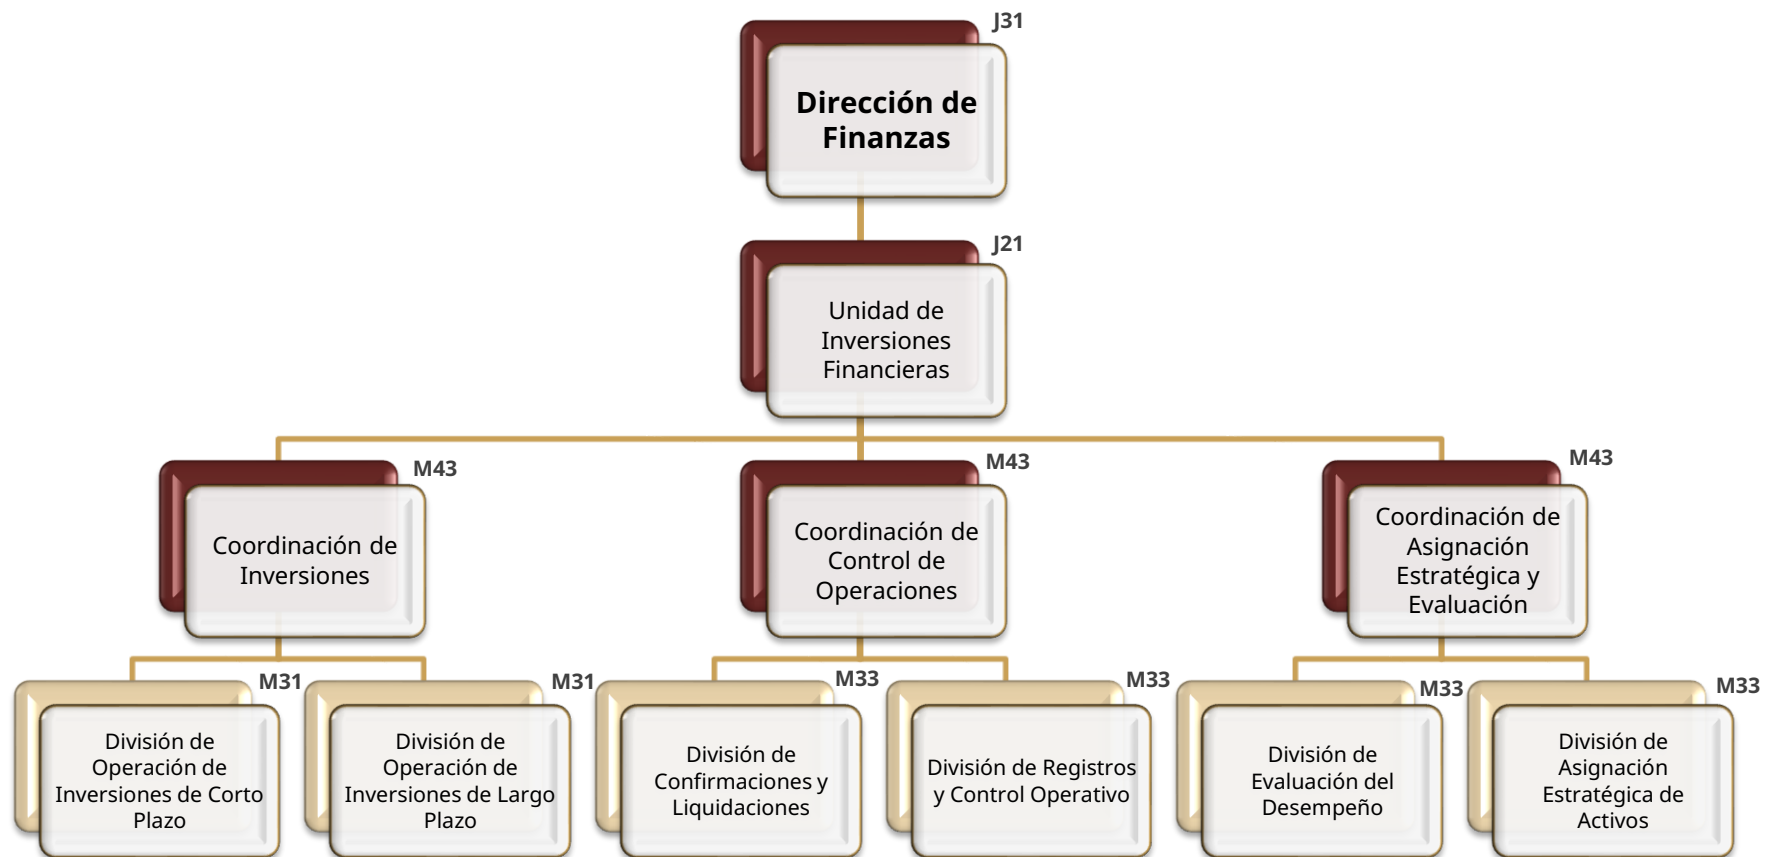 J31
Dirección de
Finanzas
J21
Unidad de
Inversiones
Financieras
M43
Coordinación de
Inversiones
M43
Coordinación de
Control de
Operaciones
M43
Coordinación de
Asignación
Estratégica y
Evaluación
M31
División de
Operación de
Inversiones de Corto
Plazo
M31
División de
Operación de
Inversiones de Largo
Plazo
M33
División de
Confirmaciones y
Liquidaciones
M33
División de Registros
y Control Operativo
M33
División de
Evaluación del
Desempeño
M33
División de
Asignación
Estratégica de
Activos